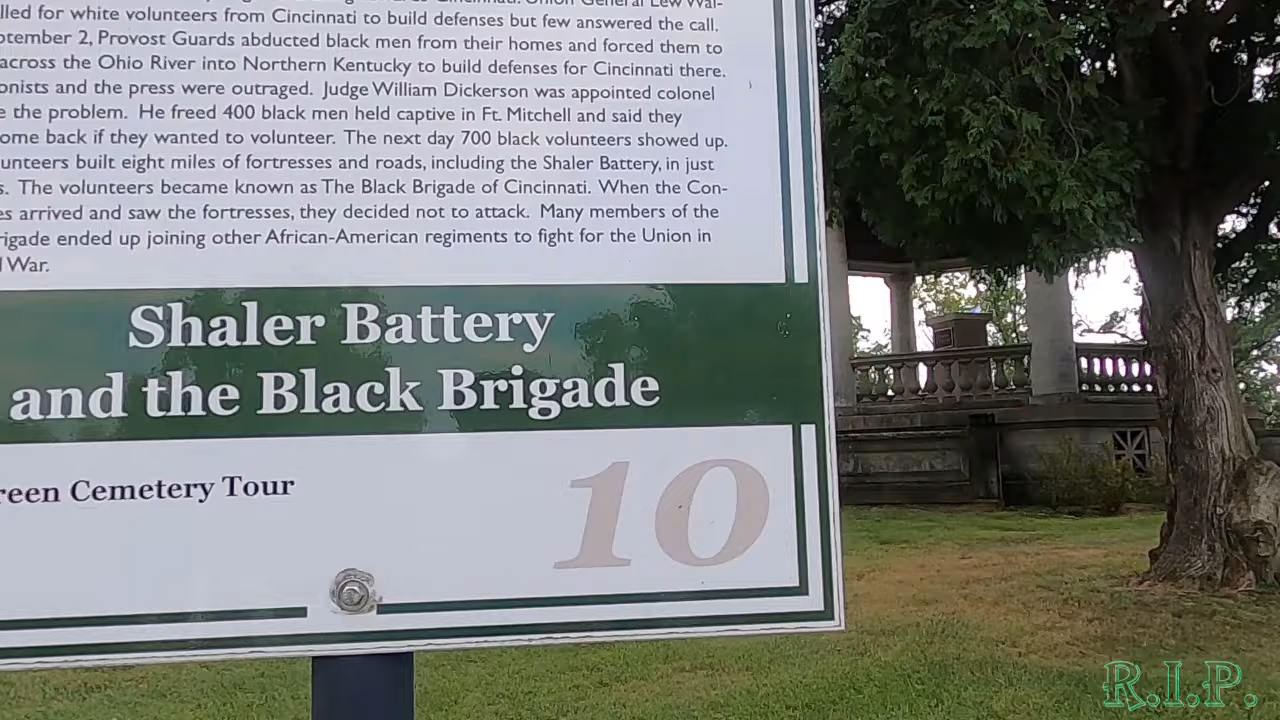 lled for white volunteers from Cincinnati to build defenses but few answered the call.
ptember 2, Provost Guards abducted black men from their homes and forced them to
across the Ohio River into Northern Kentucky to build defenses for Cincinnati there.
onists and the press were outraged. Judge William Dickerson was appointed colonel
e the problem. He freed 400 black men held captive in Ft. Mitchell and said they
ome back if they wanted to volunteer. The next day 700 black volunteers showed up.
unteers built eight miles of fortresses and roads, including the Shaler Battery, in just
s. The volunteers became known as The Black Brigade of Cincinnati. When the Con-
es arrived and saw the fortresses, they decided not to attack. Many members of the
rigade ended up joining other African-American regiments to fight for the Union in
l War.
Shaler Battery
and the Black Brigade
reen Cemetery Tour
10
R.I.P.